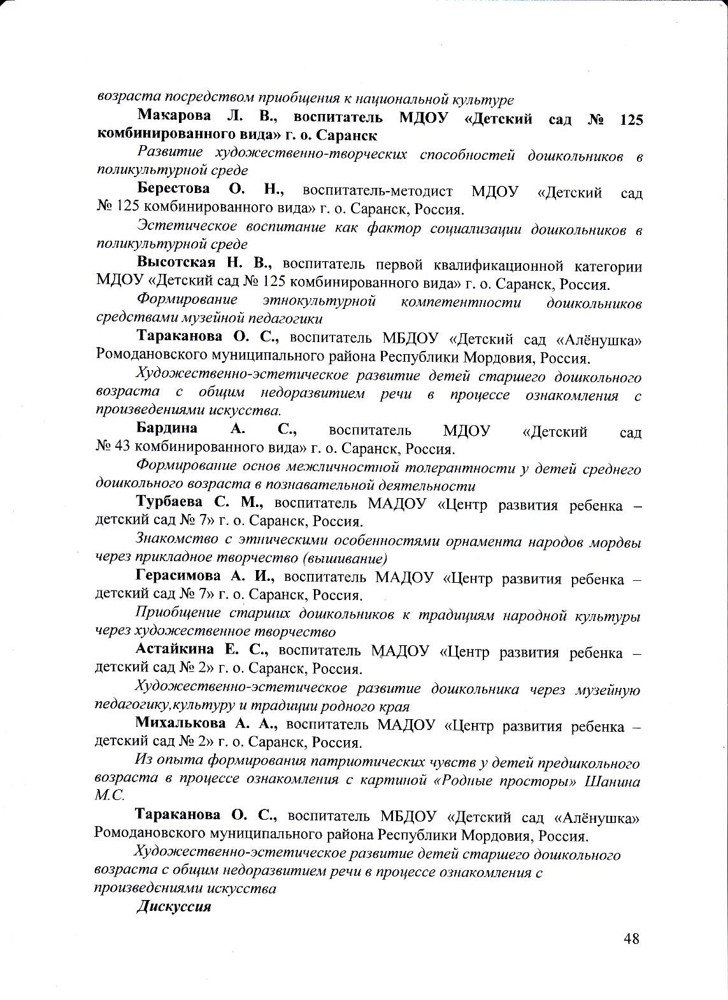 возраста посредством приобщения к национальной культуре
Макарова Л. В., воспитатель МДОУ «Детский сад № 125
комбинированного вида» г. о. Саранск
Развитие художественно-творческих способностей дошкольников в
поликультурной среде
Берестова О. Н., воспитатель-методист МДОУ «Детский сад
№ 125 комбинированного вида» г. о. Саранск, Россия.
Эстетическое воспитание как фактор социализации дошкольников в
поликультурной среде
Высотская Н. В., воспитатель первой квалификационной категории
МДОУ «Детский сад № 125 комбинированного вида» г. о. Саранск, Россия.
Формирование этнокультурной компетентности дошкольников
средствами музейной педагогики
Тараканова О. С., воспитатель МБДОУ «Детский сад «Алёнушка»
Ромодановского муниципального района Республики Мордовия, Россия.
Художественно-эстетическое развитие детей старшего дошкольного
возраста с общим недоразвитием речи в процессе ознакомления с
произведениями искусства.
Бардина А. С., воспитатель МДОУ «Детский сад
№ 43 комбинированного вида» г. о. Саранск, Россия.
Формирование основ межличностной толерантности у детей среднего
дошкольного возраста в познавательной деятельности
Турбаева С. М., воспитатель МАДОУ «Центр развития ребенка –
детский сад № 7» г. о. Саранск, Россия.
Знакомство с этническими особенностями орнамента народов мордвы
через прикладное творчество (вышивание)
Герасимова А. И., воспитатель МАДОУ «Центр развития ребенка –
детский сад № 7» г. о. Саранск, Россия.
Приобщение старших дошкольников к традициям народной культуры
через художественное творчество
Астайкина Е. С., воспитатель МАДОУ «Центр развития ребенка –
детский сад № 2» г. о. Саранск, Россия.
Художественно-эстетическое развитие дошкольника через музейную
педагогику,культуру и традиции родного края
Михалькова А. А., воспитатель МАДОУ «Центр развития ребенка –
детский сад № 2» г. о. Саранск, Россия.
Из опыта формирования патриотических чувств у детей предшкольного
возраста в процессе ознакомления с картиной «Родные просторы» Шанина
М.С.
Тараканова О. С., воспитатель МБДОУ «Детский сад «Алёнушка»
Ромодановского муниципального района Республики Мордовия, Россия.
Художественно-эстетическое развитие детей старшего дошкольного
возраста с общим недоразвитием речи в процессе ознакомления с
произведениями искусства
Дискуссия
48